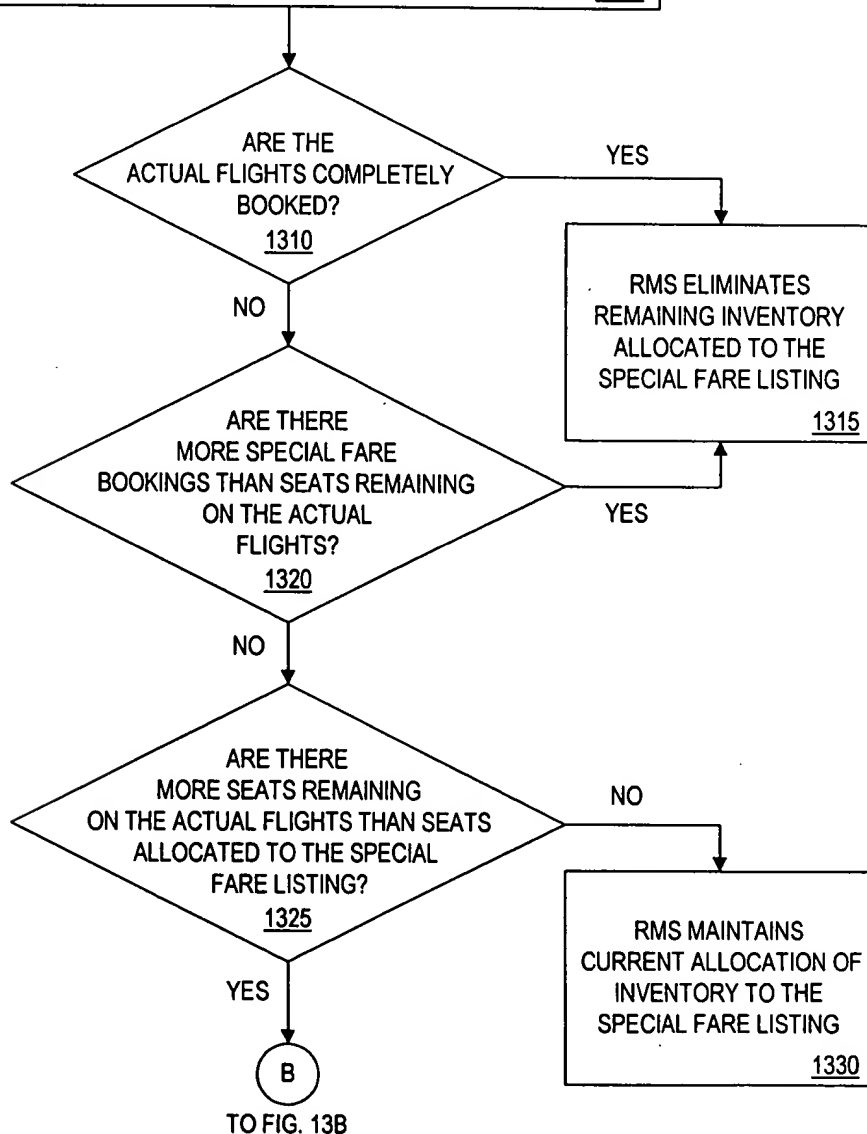 ARE THE
ACTUAL FLIGHTS COMPLETELY
BOOKED?
1310
YES
RMS ELIMINATES
REMAINING INVENTORY
ALLOCATED TO THE
SPECIAL FARE LISTING
1315
NO
ARE THERE
MORE SPECIAL FARE
BOOKINGS THAN SEATS REMAINING
ON THE ACTUAL
FLIGHTS?
1320
YES
NO
ARE THERE
MORE SEATS REMAINING
ON THE ACTUAL FLIGHTS THAN SEATS
ALLOCATED TO THE SPECIAL
FARE LISTING?
1325
NO
RMS MAINTAINS
CURRENT ALLOCATION OF
INVENTORY TO THE
SPECIAL FARE LISTING
1330
YES
B
TO FIG. 13B